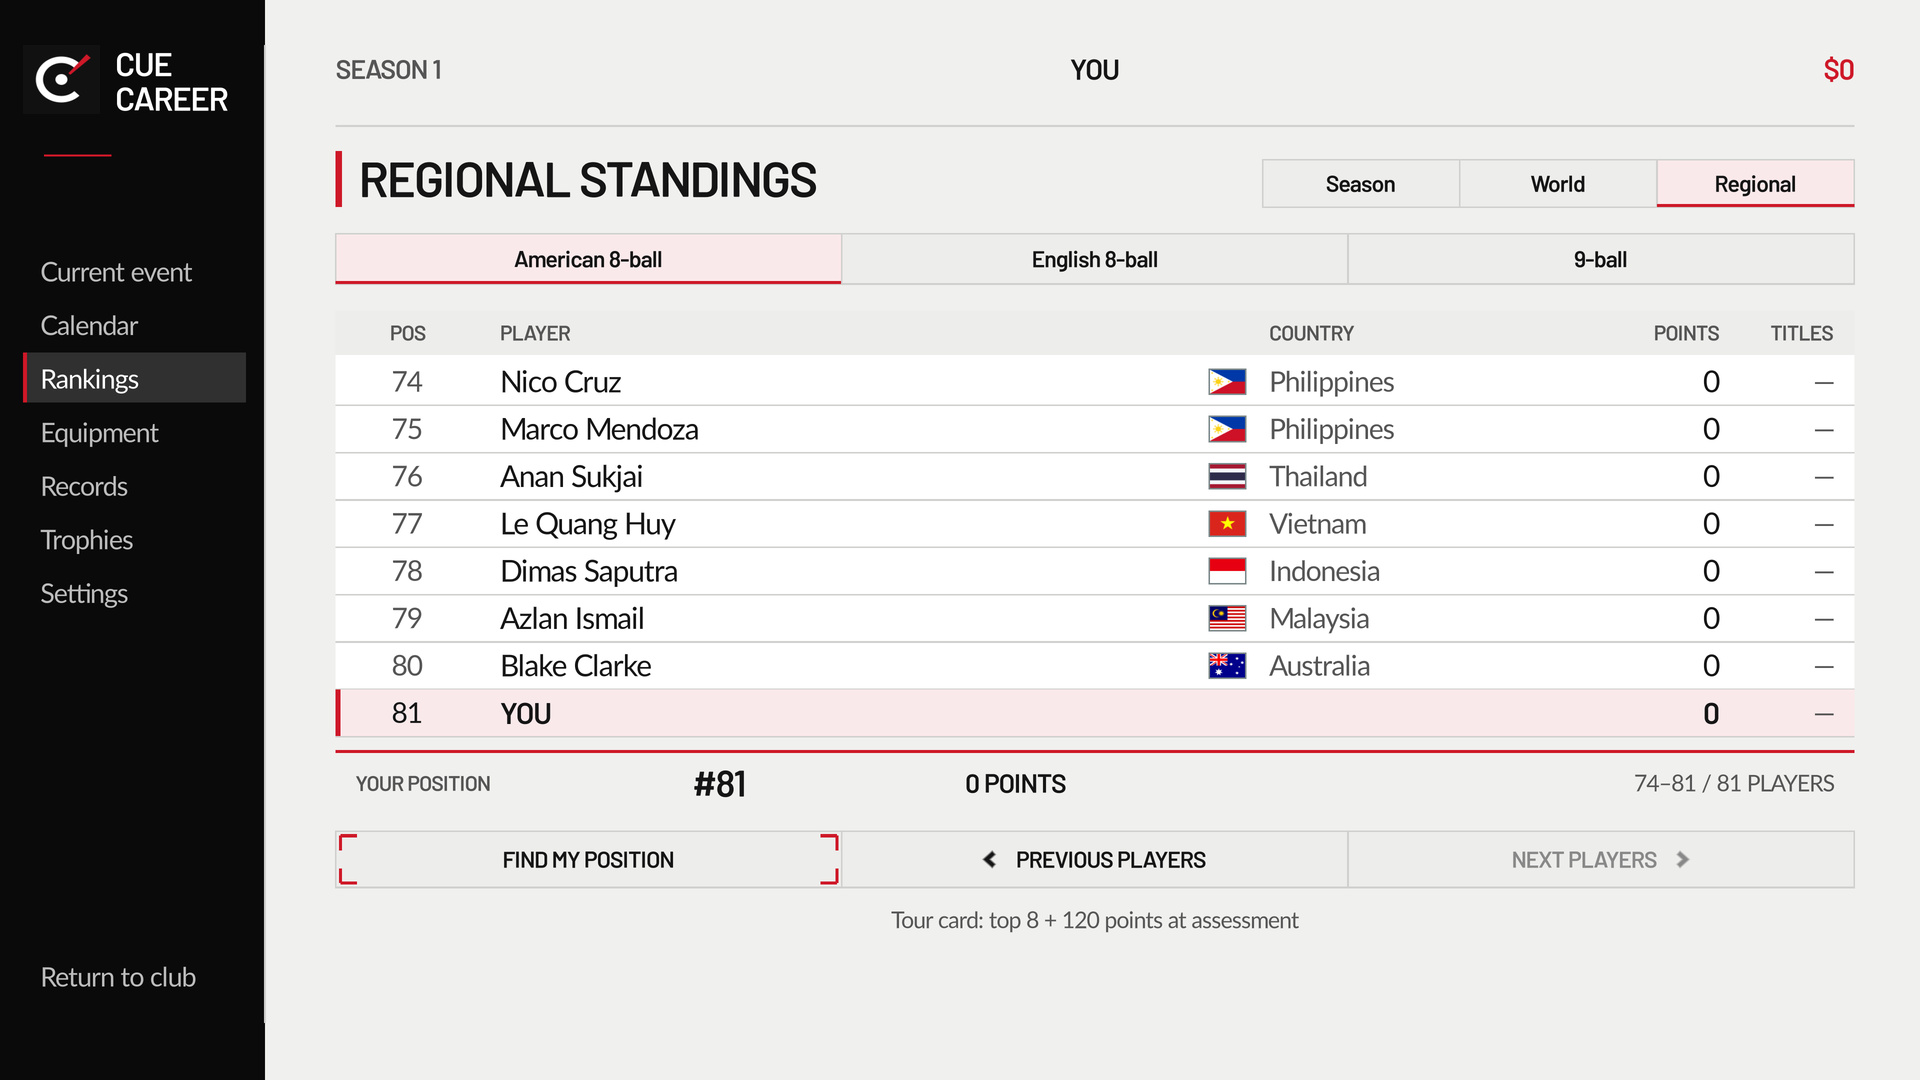 CUE
CAREER
Current event
Calendar
Rankings
Equipment
Records
Trophies
Settings
Return to club
SEASON 1 YOU $0
REGIONAL STANDINGS
Season World Regional
American 8-ball English 8-ball 9-ball
POS PLAYER COUNTRY POINTS TITLES
74 Nico Cruz Philippines 0 —
75 Marco Mendoza Philippines 0 —
76 Anan Sukjai Thailand 0 —
77 Le Quang Huy Vietnam 0 —
78 Dimas Saputra Indonesia 0 —
79 Azlan Ismail Malaysia 0 —
80 Blake Clarke Australia 0 —
81 YOU 0 —
YOUR POSITION #81 0 POINTS 74–81 / 81 PLAYERS
FIND MY POSITION PREVIOUS PLAYERS NEXT PLAYERS
Tour card: top 8 + 120 points at assessment